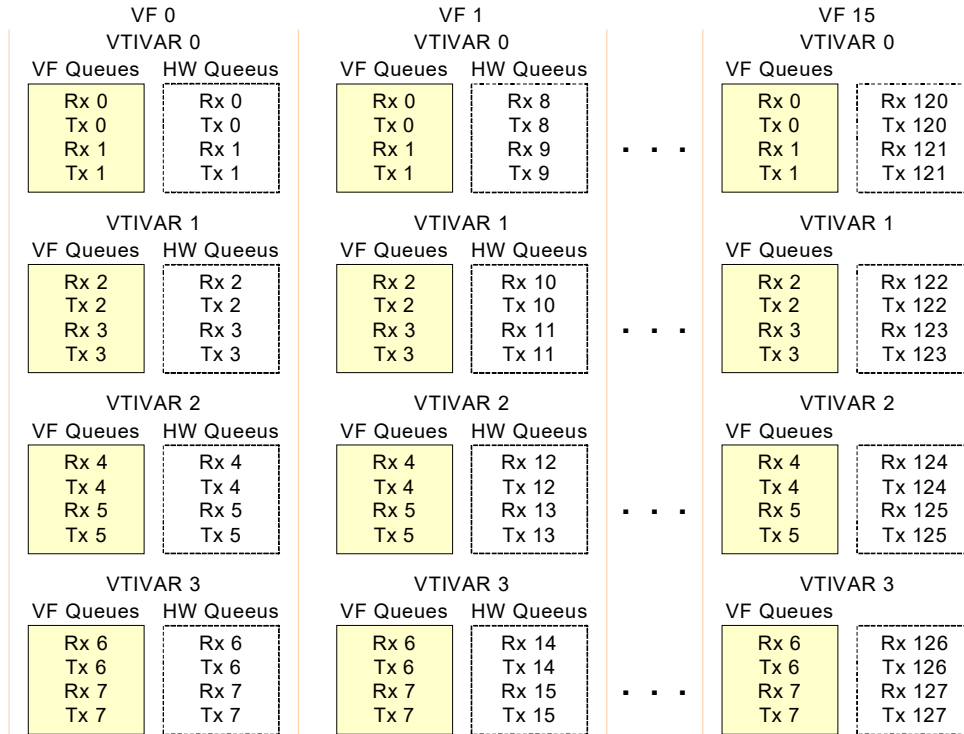 VF 0 VF 1 VF 15
VTIVAR 0 VTIVAR 0 VTIVAR 0
VF Queues HW Queeus VF Queues HW Queeus VF Queues
Rx 0 Rx 0 Rx 0 Rx 8 Rx 0 Rx 120
Tx 0 Tx 0 Tx 0 Tx 8 Tx 0 Tx 120
Rx 1 Rx 1 Rx 1 Rx 9 . . . Rx 1 Rx 121
Tx 1 Tx 1 Tx 1 Tx 9 Tx 1 Tx 121
VTIVAR 1 VTIVAR 1 VTIVAR 1
VF Queues HW Queeus VF Queues HW Queeus VF Queues
Rx 2 Rx 2 Rx 2 Rx 10 Rx 2 Rx 122
Tx 2 Tx 2 Tx 2 Tx 10 Tx 2 Tx 122
Rx 3 Rx 3 Rx 3 Rx 11 . . . Rx 3 Rx 123
Tx 3 Tx 3 Tx 3 Tx 11 Tx 3 Tx 123
VTIVAR 2 VTIVAR 2 VTIVAR 2
VF Queues HW Queeus VF Queues HW Queeus VF Queues
Rx 4 Rx 4 Rx 4 Rx 12 Rx 4 Rx 124
Tx 4 Tx 4 Tx 4 Tx 12 Tx 4 Tx 124
Rx 5 Rx 5 Rx 5 Rx 13 . . . Rx 5 Rx 125
Tx 5 Tx 5 Tx 5 Tx 13 Tx 5 Tx 125
VTIVAR 3 VTIVAR 3 VTIVAR 3
VF Queues HW Queeus VF Queues HW Queeus VF Queues
Rx 6 Rx 6 Rx 6 Rx 14 Rx 6 Rx 126
Tx 6 Tx 6 Tx 6 Tx 14 Tx 6 Tx 126
Rx 7 Rx 7 Rx 7 Rx 15 . . . Rx 7 Rx 127
Tx 7 Tx 7 Tx 7 Tx 15 Tx 7 Tx 127